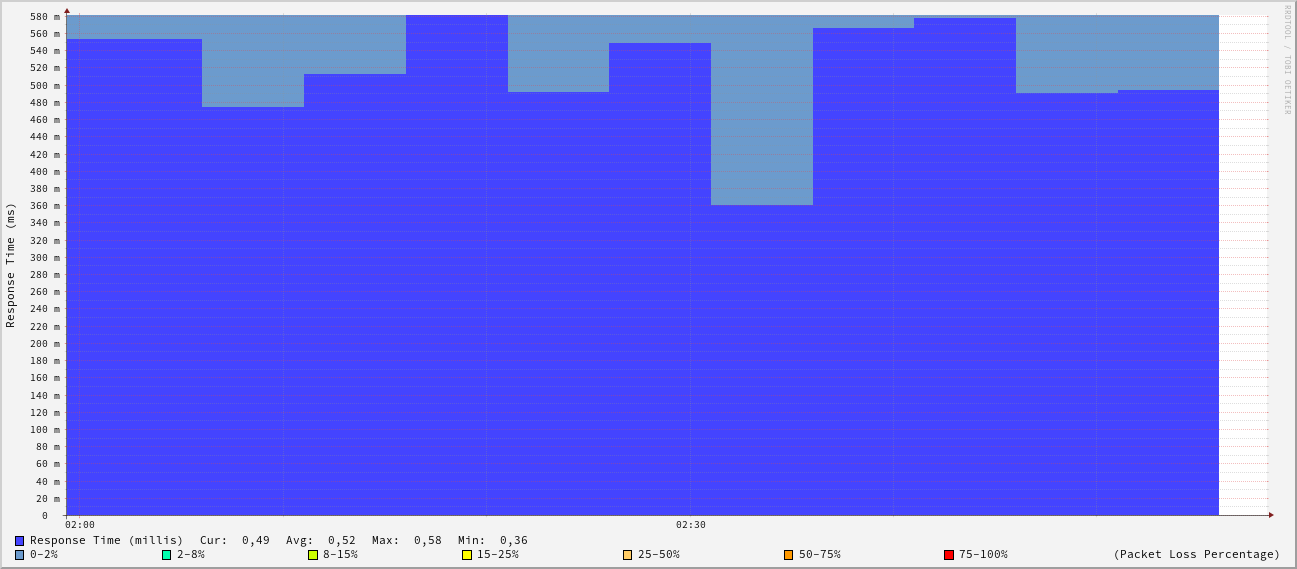 RRDTOOL / TOBI OETIKER
Response Time (ms)
580 m
560 m
540 m
520 m
500 m
480 m
460 m
440 m
420 m
400 m
380 m
360 m
340 m
320 m
300 m
280 m
260 m
240 m
220 m
200 m
180 m
160 m
140 m
120 m
100 m
80 m
60 m
40 m
20 m
0
02:00 02:30
Response Time (millis) Cur: 0,49 Avg: 0,52 Max: 0,58 Min: 0,36
0-2% 2-8% 8-15% 15-25% 25-50% 50-75% 75-100% (Packet Loss Percentage)